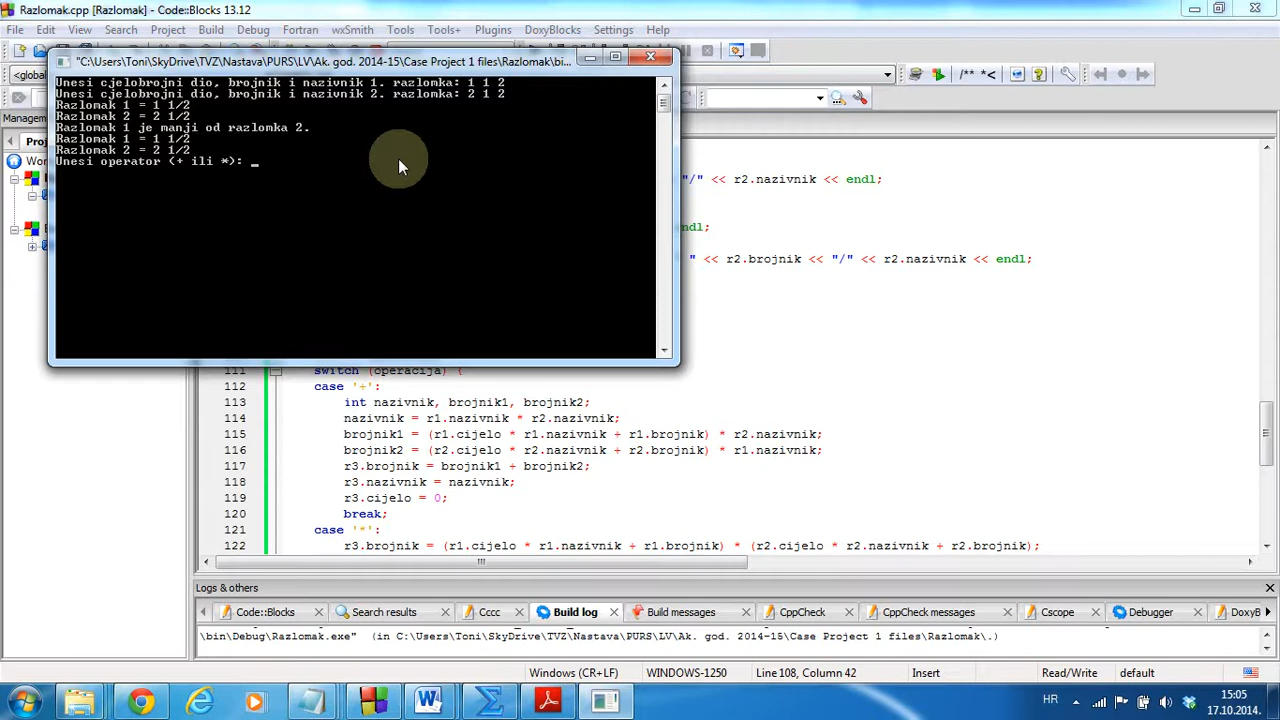 Razlomak.cpp [Razlomak] - Code::Blocks 13.12
File Edit View Search Project Build Debug Fortran wxSmith Tools Tools+ Plugins DoxyBlocks Settings Help
"C:\Users\Toni\SkyDrive\TVZ\Nastava\PURS\LV\Ak. god. 2014-15\Case Project 1 files\Razlomak\bi...
<global
/** *<
Unesi cjelobrojni dio, brojnik i nazivnik 1. razlomka: 1 1 2
Unesi cjelobrojni dio, brojnik i nazivnik 2. razlomka: 2 1 2
Razlomak 1 = 1 1/2
Razlomak 2 = 2 1/2
Razlomak 1 je manji od razlomka 2.
Razlomak 1 = 1 1/2
Razlomak 2 = 2 1/2
Unesi operator (+ ili *): _
Manageme
Proj
Wor
"/" << r2.nazivnik << endl;
ndl;
" << r2.brojnik << "/" << r2.nazivnik << endl;
111 switch (operacija) {
112 case '+':
113 int nazivnik, brojnik1, brojnik2;
114 nazivnik = r1.nazivnik * r2.nazivnik;
115 brojnik1 = (r1.cijelo * r1.nazivnik + r1.brojnik) * r2.nazivnik;
116 brojnik2 = (r2.cijelo * r2.nazivnik + r2.brojnik) * r1.nazivnik;
117 r3.brojnik = brojnik1 + brojnik2;
118 r3.nazivnik = nazivnik;
119 r3.cijelo = 0;
120 break;
121 case '*':
122 r3.brojnik = (r1.cijelo * r1.nazivnik + r1.brojnik) * (r2.cijelo * r2.nazivnik + r2.brojnik);
Logs & others
Code::Blocks Search results Cccc Build log Build messages CppCheck CppCheck messages Cscope Debugger DoxyB
\bin\Debug\Razlomak.exe" (in C:\Users\Toni\SkyDrive\TVZ\Nastava\PURS\LV\Ak. god. 2014-15\Case Project 1 files\Razlomak\.)
Windows (CR+LF) WINDOWS-1250 Line 108, Column 42 Insert Read/Write default
HR 15:05
17.10.2014.